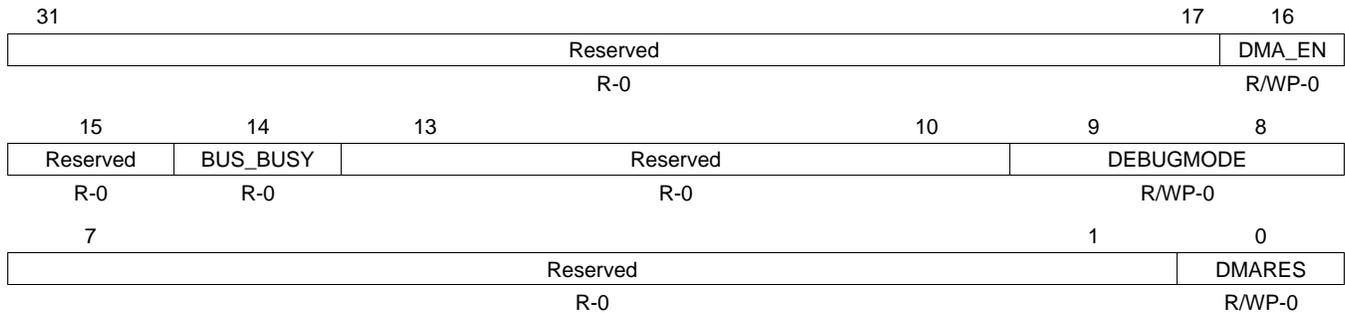 31 17 16
Reserved DMA_EN
R-0 R/WP-0
15 14 13 10 9 8
Reserved BUS_BUSY Reserved DEBUGMODE
R-0 R-0 R-0 R/WP-0
7 1 0
Reserved DMARES
R-0 R/WP-0